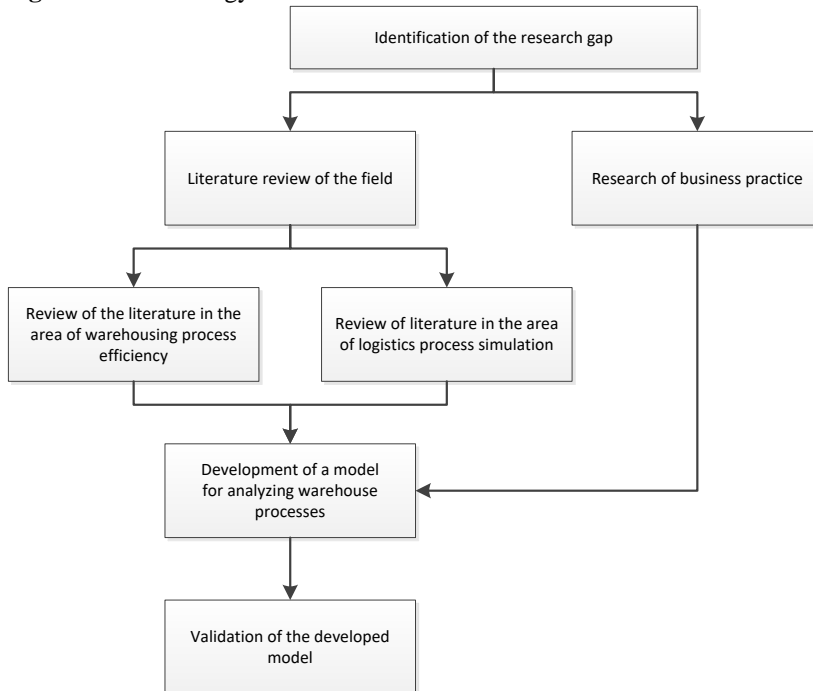 Identification of the research gap
Literature review of the field
Research of business practice
Review of the literature in the
area of warehousing process
efficiency
Review of literature in the area
of logistics process simulation
Development of a model
for analyzing warehouse
processes
Validation of the developed
model